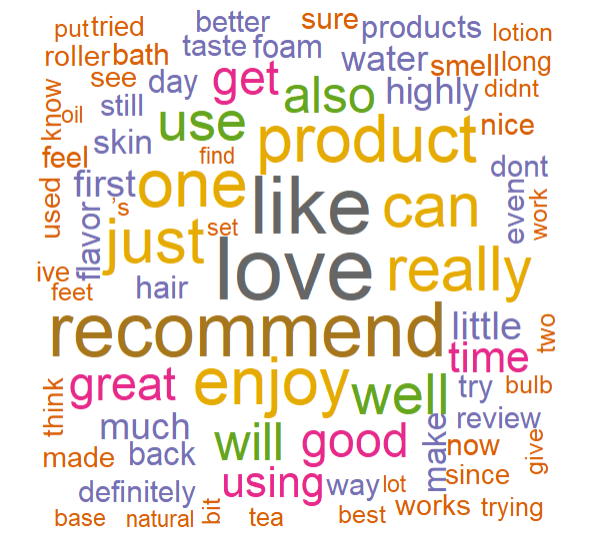 put tried better sure products lotion
roller bath taste foam water smell long
see day get also highly didnt
know oil still use product nice
skin find
feel first one like can dont
used 's just set even work
flavor love really
ive feet hair
recommend little two
great enjoy well time
think try bulb
much will good make review
made back now give
definitely using way lot since
base natural bit tea best works trying